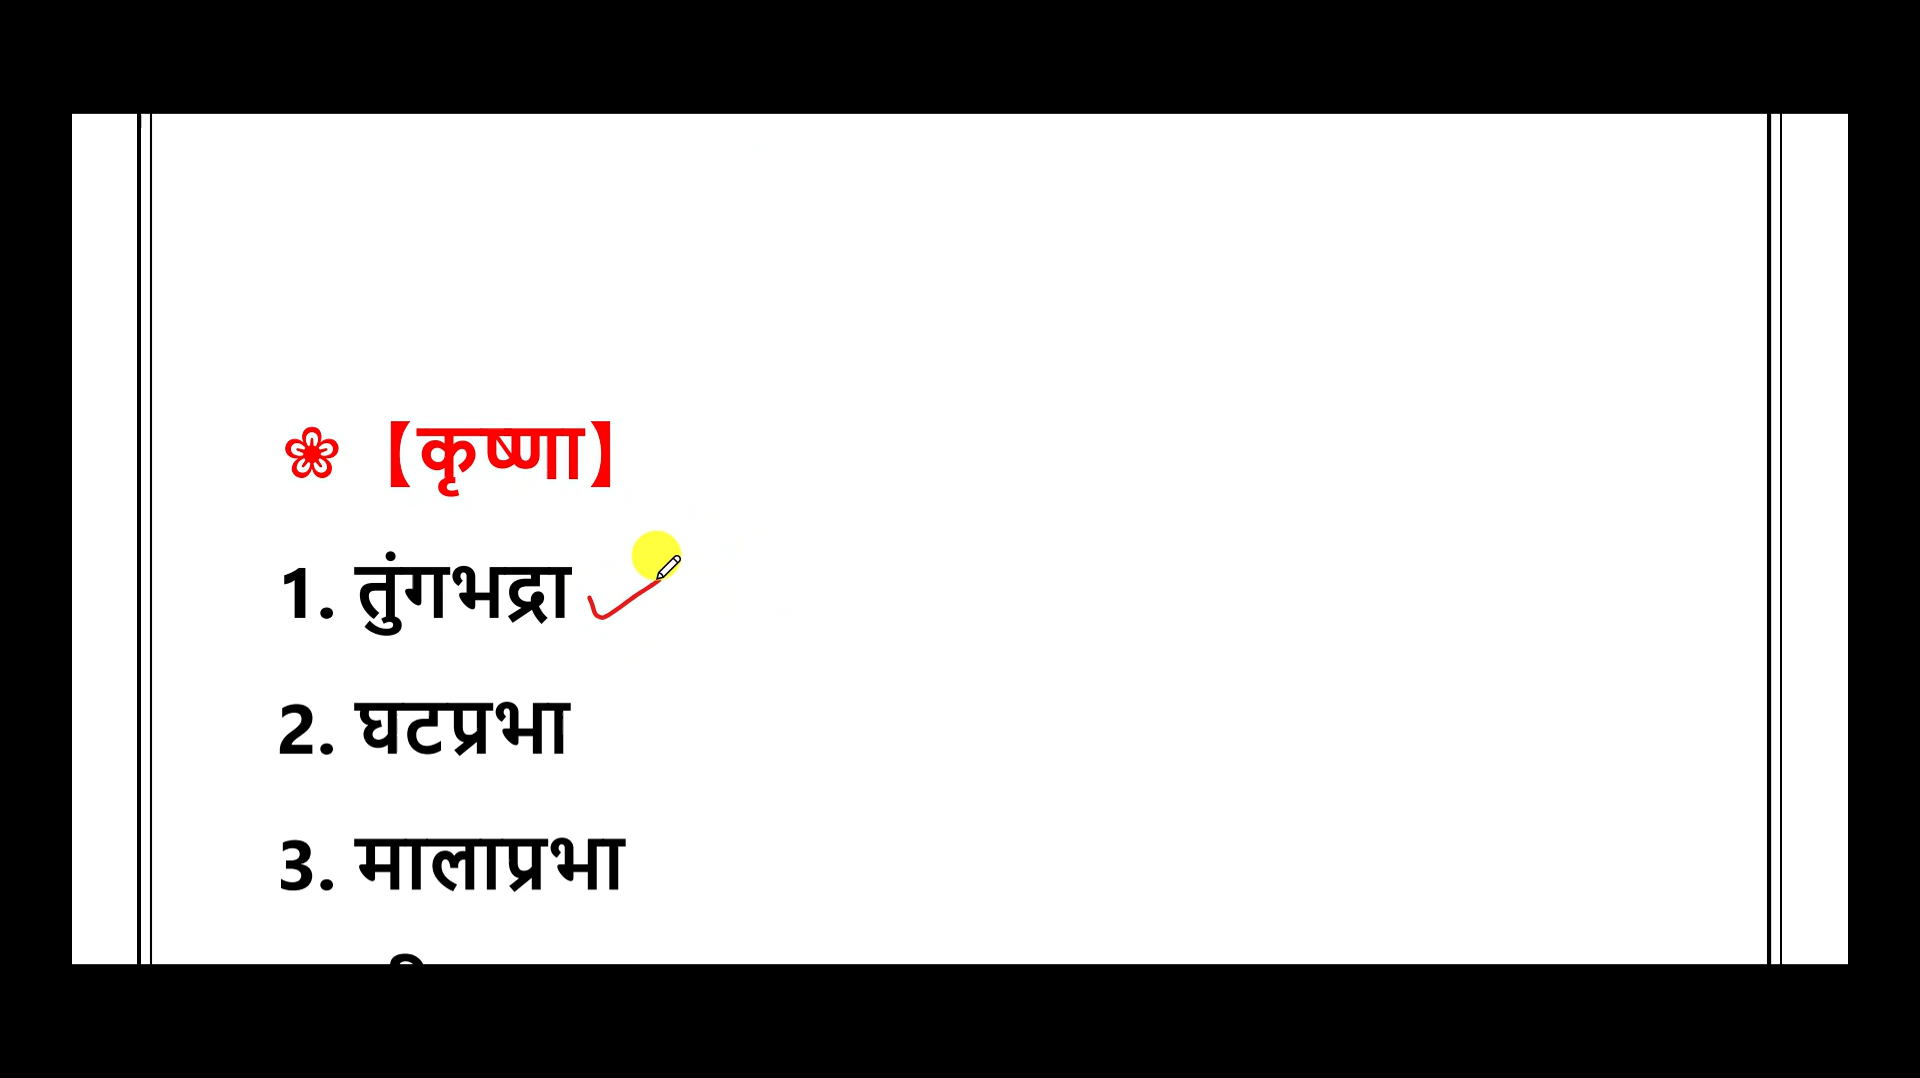 ❀ 【कृष्णा】
1. तुंगभद्रा
2. घटप्रभा
3. मालाप्रभा